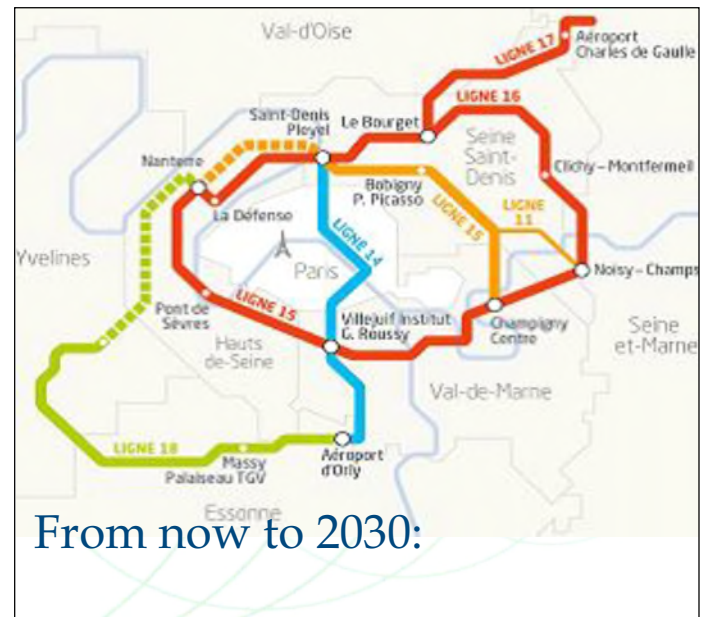 Val-d'Oise
LIGNE 17
Aéroport
Charles de Gaulle
LIGNE 16
Saint-Denis
Pleyel
Le Bourget
Seine
Saint-
Denis
Nanterre
Clichy – Montfermeil
Bobigny
P. Picasso
LIGNE 15
LIGNE
11
La Défense
LIGNE 14
Yvelines
Paris
Noisy – Champs
Pont de
Sèvres
LIGNE 15
Villejuif Institut
G. Roussy
Champigny
Centre
Seine
et-Marne
Hauts
de-Seine
Val-de-Marne
LIGNE 18
Massy
Palaiseau TGV
Aéroport
d'Orly
Essonne
From now to 2030: